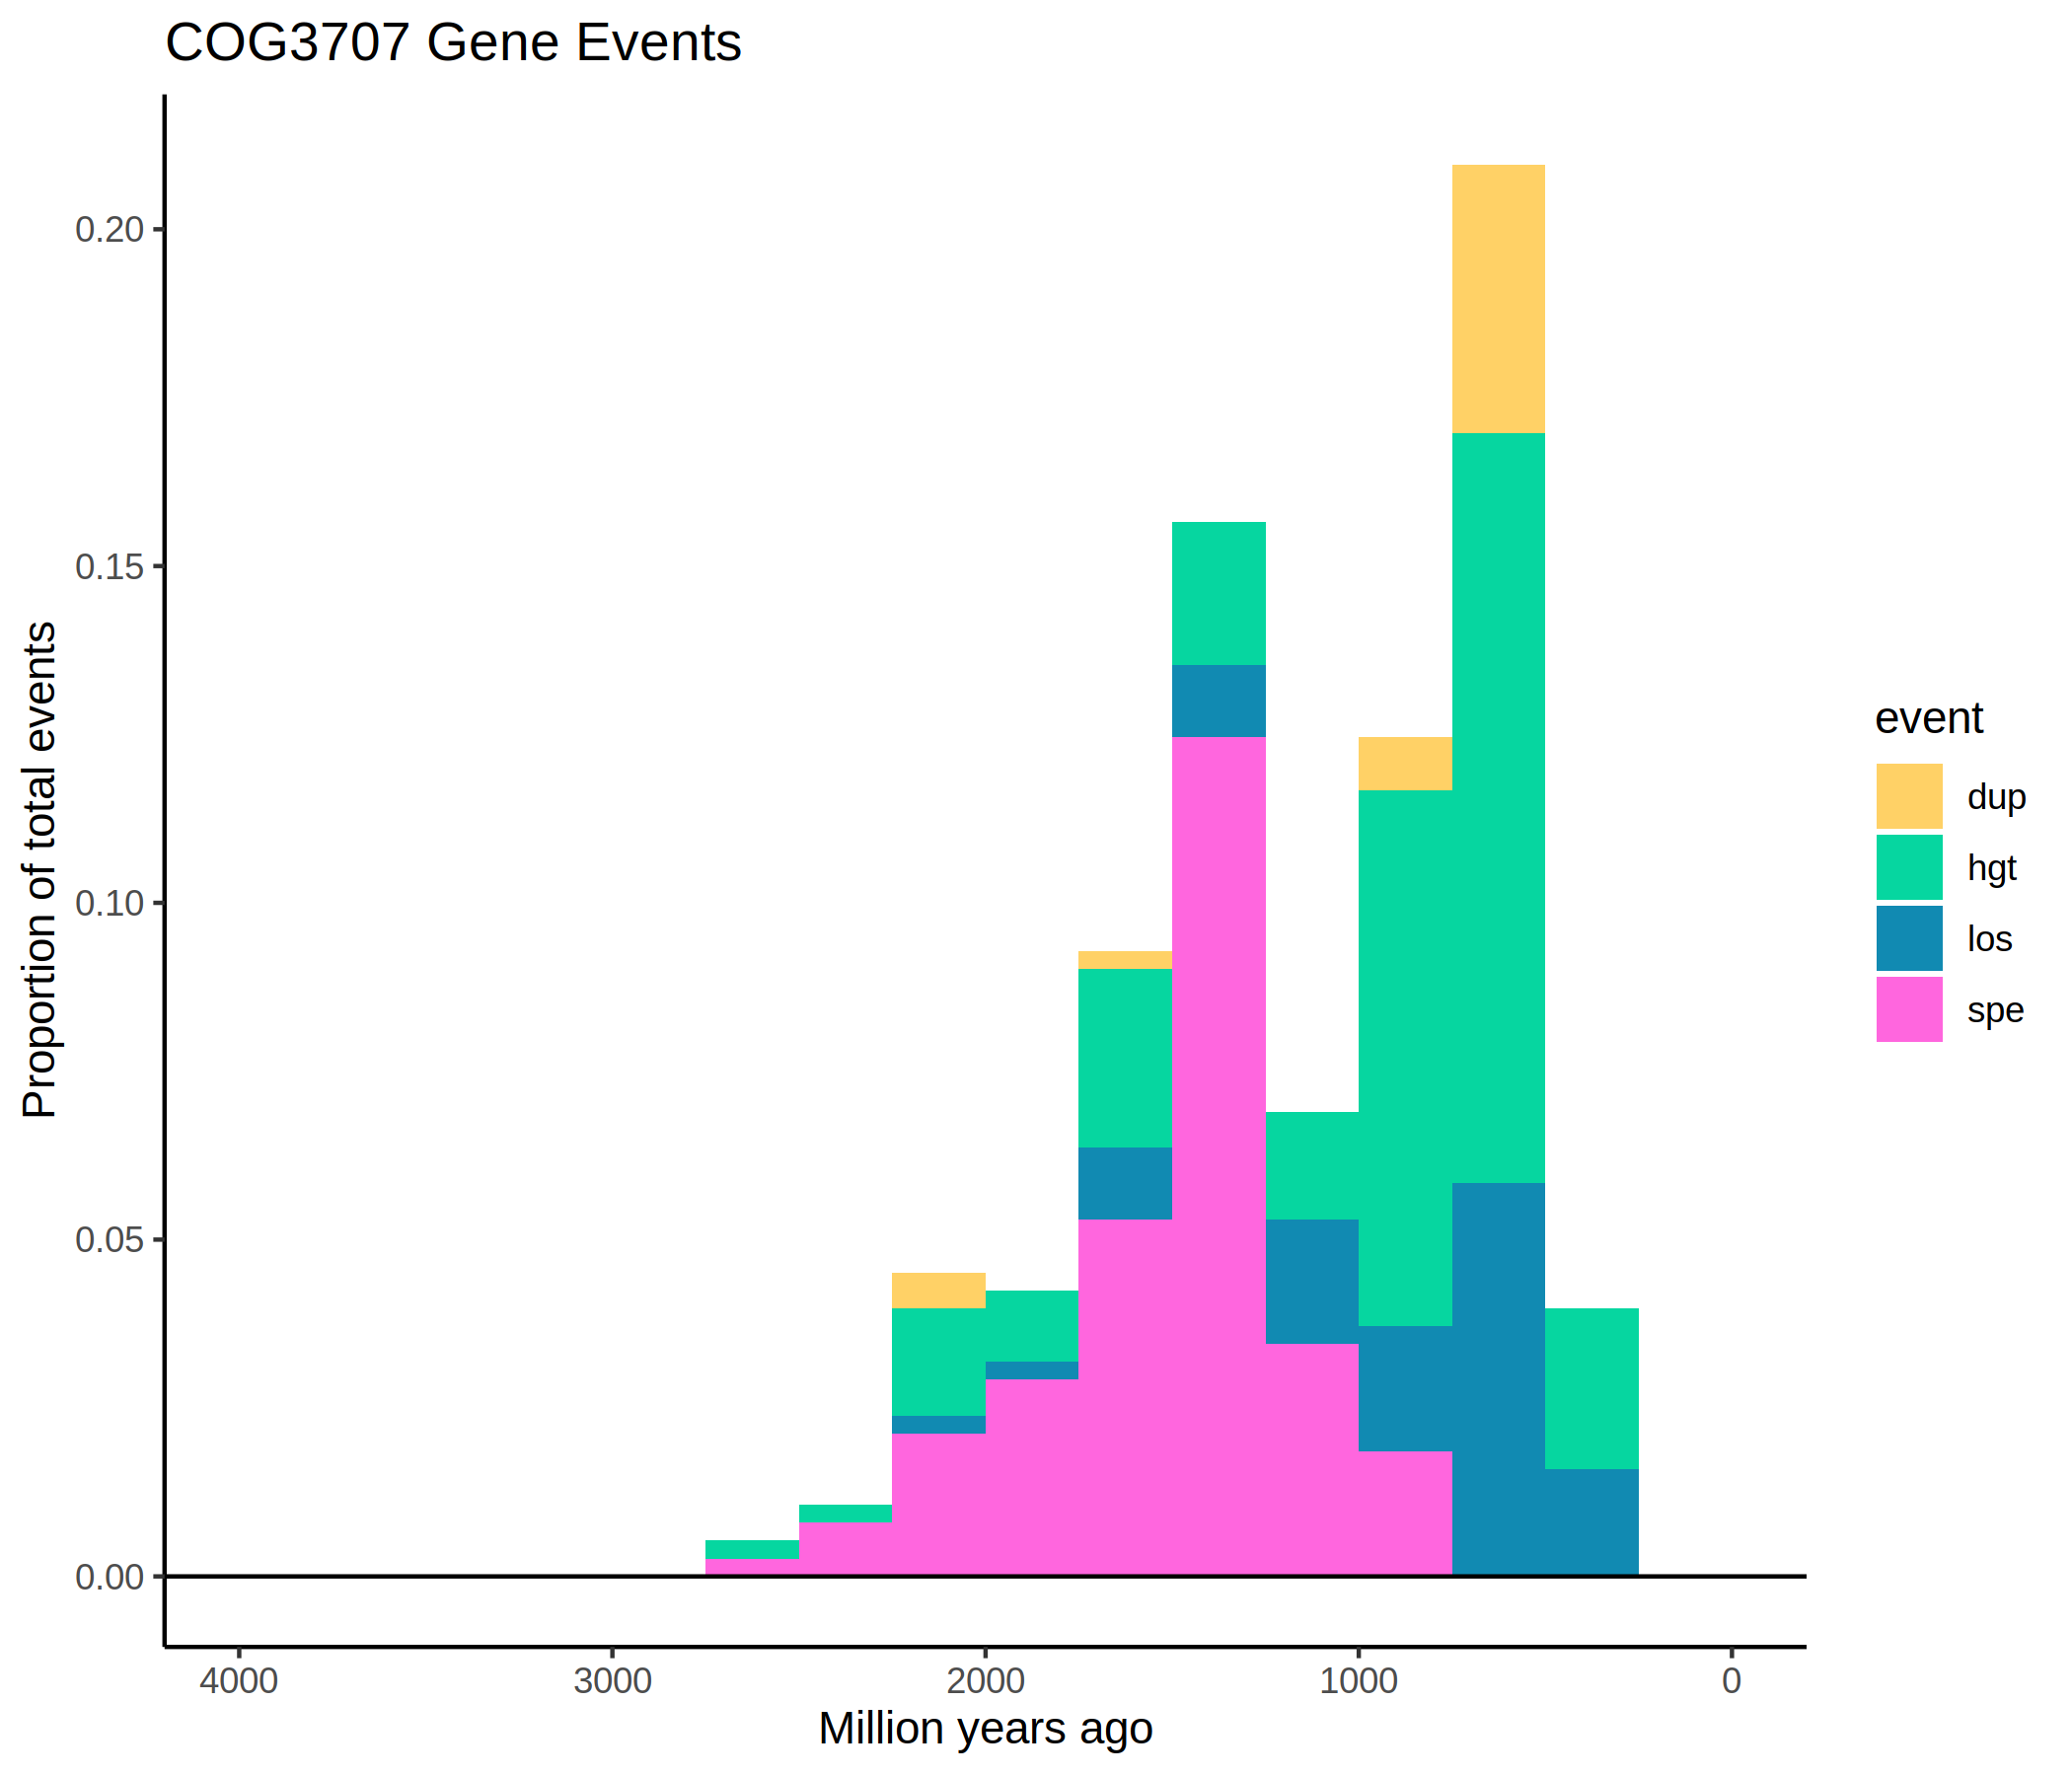 COG3707 Gene Events
Proportion of total events
0.20
0.15
0.10
0.05
0.00
4000 3000 2000 1000 0
Million years ago
event
dup
hgt
los
spe